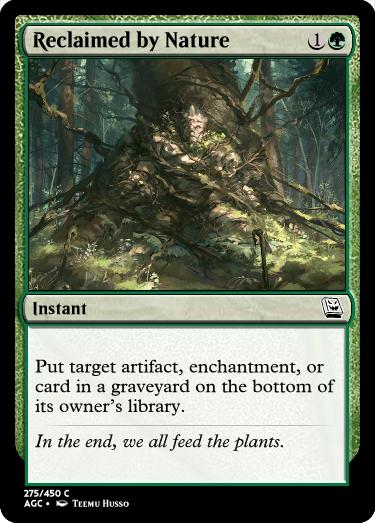 Reclaimed by Nature 1
Instant
Put target artifact, enchantment, or
card in a graveyard on the bottom of
its owner's library.
In the end, we all feed the plants.
275/450 C
AGC • Teemu Husso